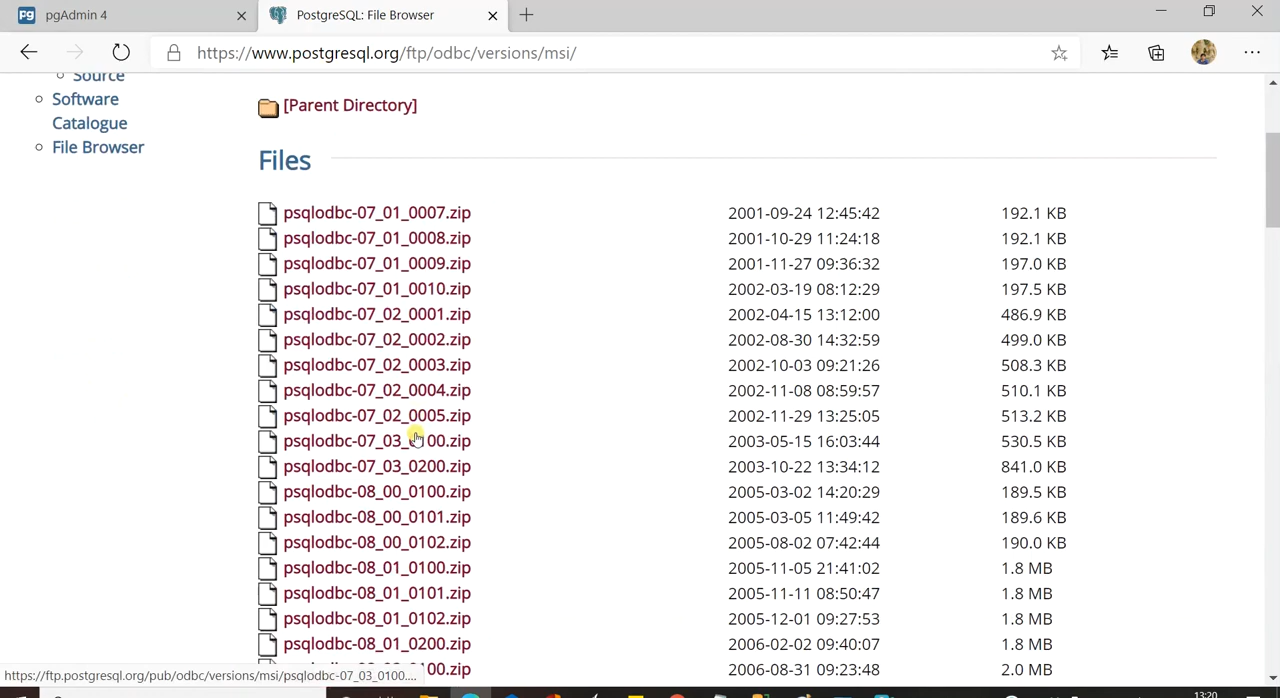 pgAdmin 4
PostgreSQL: File Browser
https://www.postgresql.org/ftp/odbc/versions/msi/
Source
Software
Catalogue
File Browser
[Parent Directory]
Files
psqlodbc-07_01_0007.zip 2001-09-24 12:45:42 192.1 KB
psqlodbc-07_01_0008.zip 2001-10-29 11:24:18 192.1 KB
psqlodbc-07_01_0009.zip 2001-11-27 09:36:32 197.0 KB
psqlodbc-07_01_0010.zip 2002-03-19 08:12:29 197.5 KB
psqlodbc-07_02_0001.zip 2002-04-15 13:12:00 486.9 KB
psqlodbc-07_02_0002.zip 2002-08-30 14:32:59 499.0 KB
psqlodbc-07_02_0003.zip 2002-10-03 09:21:26 508.3 KB
psqlodbc-07_02_0004.zip 2002-11-08 08:59:57 510.1 KB
psqlodbc-07_02_0005.zip 2002-11-29 13:25:05 513.2 KB
psqlodbc-07_03_0100.zip 2003-05-15 16:03:44 530.5 KB
psqlodbc-07_03_0200.zip 2003-10-22 13:34:12 841.0 KB
psqlodbc-08_00_0100.zip 2005-03-02 14:20:29 189.5 KB
psqlodbc-08_00_0101.zip 2005-03-05 11:49:42 189.6 KB
psqlodbc-08_00_0102.zip 2005-08-02 07:42:44 190.0 KB
psqlodbc-08_01_0100.zip 2005-11-05 21:41:02 1.8 MB
psqlodbc-08_01_0101.zip 2005-11-11 08:50:47 1.8 MB
psqlodbc-08_01_0102.zip 2005-12-01 09:27:53 1.8 MB
psqlodbc-08_01_0200.zip 2006-02-02 09:40:07 1.8 MB
2006-08-31 09:23:48 2.0 MB
https://ftp.postgresql.org/pub/odbc/versions/msi/psqlodbc-07_03_0100....
13:20